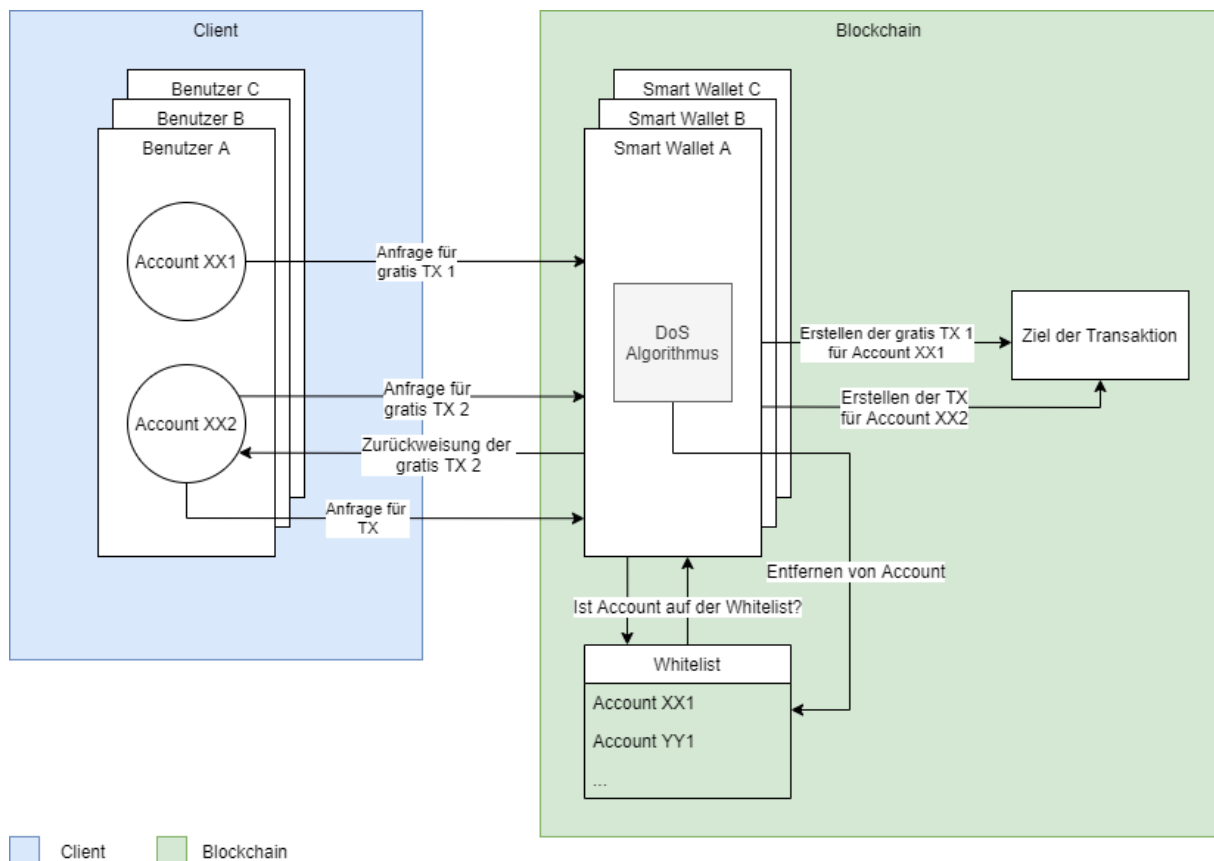 Client
Blockchain
Benutzer C
Benutzer B
Benutzer A
Smart Wallet C
Smart Wallet B
Smart Wallet A
Account XX1
Anfrage für
gratis TX 1
DoS
Algorithmus
Erstellen der gratis TX 1
für Account XX1
Ziel der Transaktion
Account XX2
Anfrage für
gratis TX 2
Erstellen der TX
für Account XX2
Zurückweisung der
gratis TX 2
Anfrage für
TX
Entfernen von Account
Ist Account auf der Whitelist?
Whitelist
Account XX1
Account YY1
...
Client
Blockchain